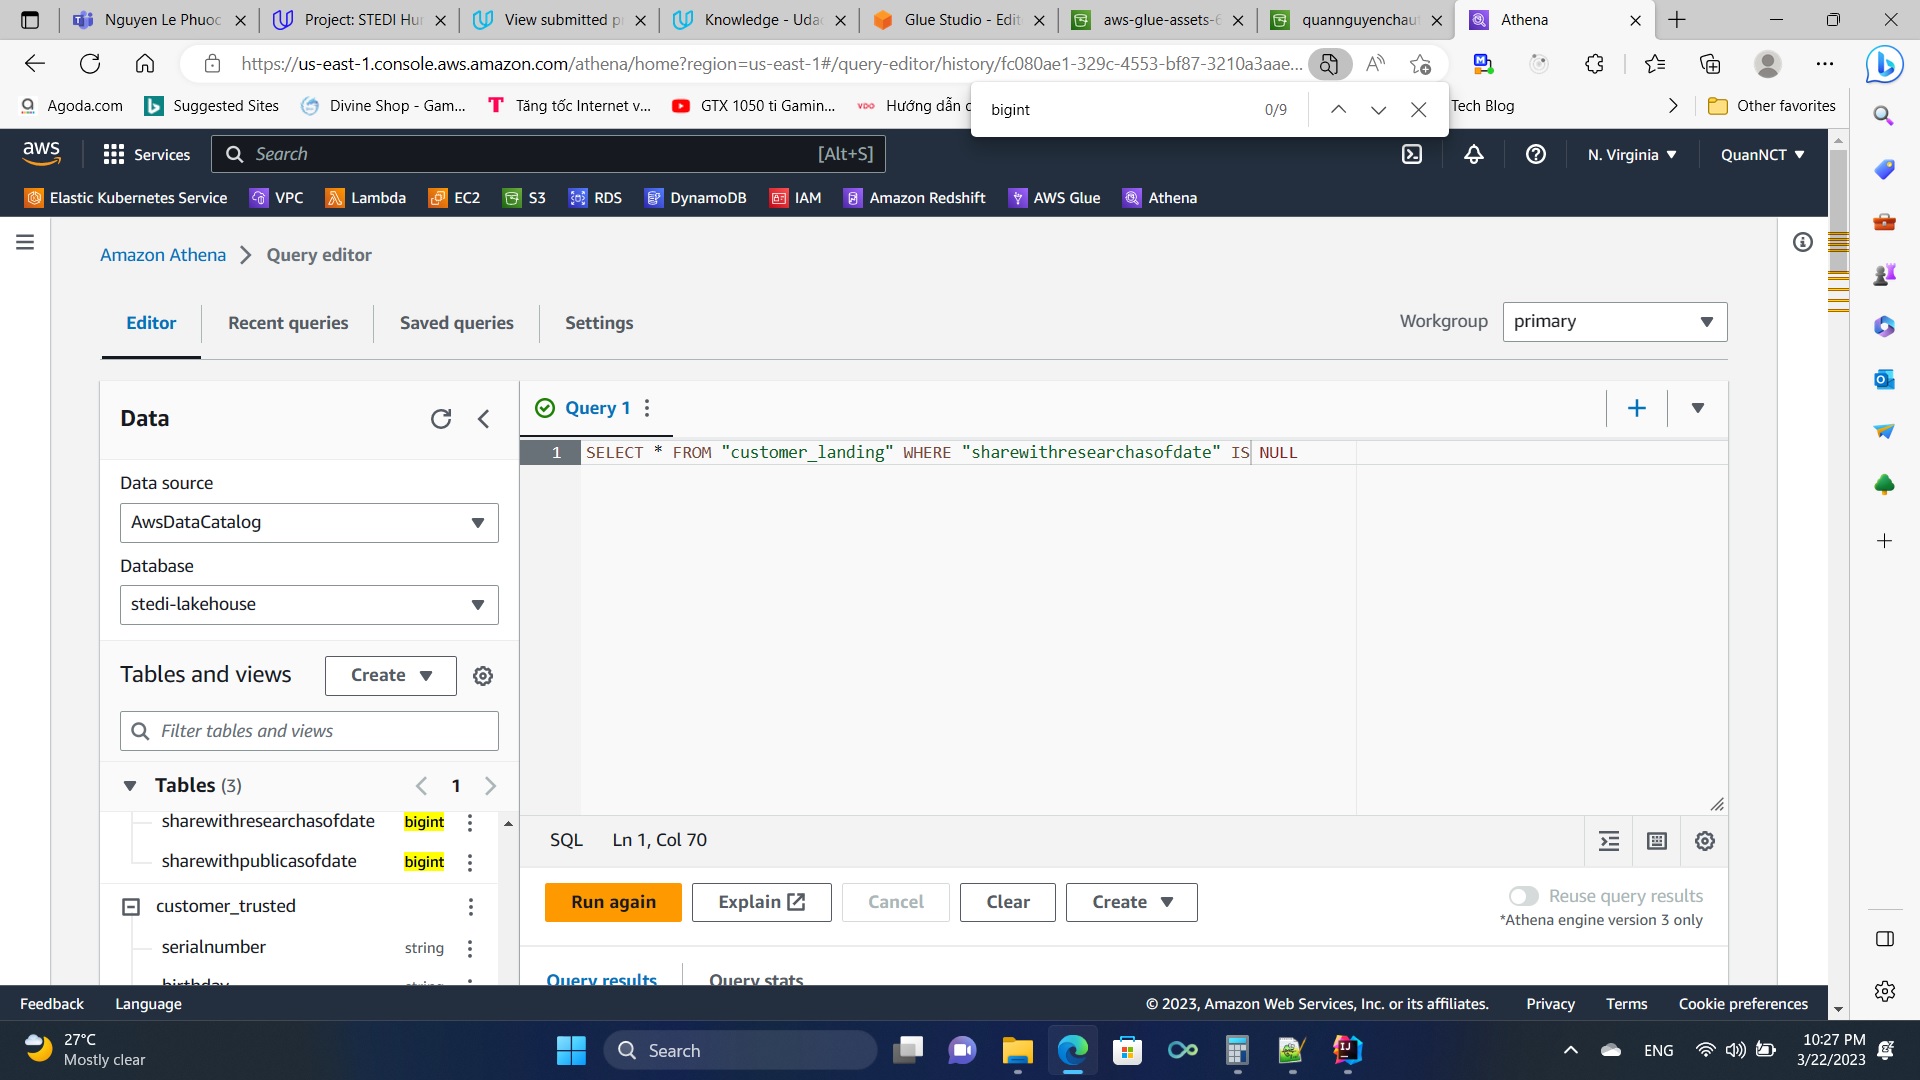 Nguyen Le Phuoc
Project: STEDI Hu
View submitted p
Knowledge - Udac
Glue Studio - Edit
aws-glue-assets-6
quannguyenchau
Athena
https://us-east-1.console.aws.amazon.com/athena/home?region=us-east-1#/query-editor/history/fc080ae1-329c-4553-bf87-3210a3aae...
Agoda.com
Suggested Sites
Divine Shop - Gam...
Tăng tốc Internet v...
GTX 1050 ti Gamin...
Hướng dẫn
Tech Blog
Other favorites
bigint
0/9
aws
Services
Search
[Alt+S]
N. Virginia
QuanNCT
Elastic Kubernetes Service
VPC
Lambda
EC2
S3
RDS
DynamoDB
IAM
Amazon Redshift
AWS Glue
Athena
Amazon Athena
Query editor
Editor
Recent queries
Saved queries
Settings
Workgroup
primary
Data
Query 1
1 SELECT * FROM "customer_landing" WHERE "sharewithresearchasofdate" IS NULL
Data source
AwsDataCatalog
Database
stedi-lakehouse
Tables and views
Create
Filter tables and views
Tables (3)
1
sharewithresearchasofdate bigint
sharewithpublicasofdate bigint
customer_trusted
serialnumber string
birthday string
SQL
Ln 1, Col 70
Run again
Explain
Cancel
Clear
Create
Reuse query results
*Athena engine version 3 only
Query results
Query stats
Feedback
Language
© 2023, Amazon Web Services, Inc. or its affiliates.
Privacy
Terms
Cookie preferences
27°C
Mostly clear
Search
ENG
10:27 PM
3/22/2023